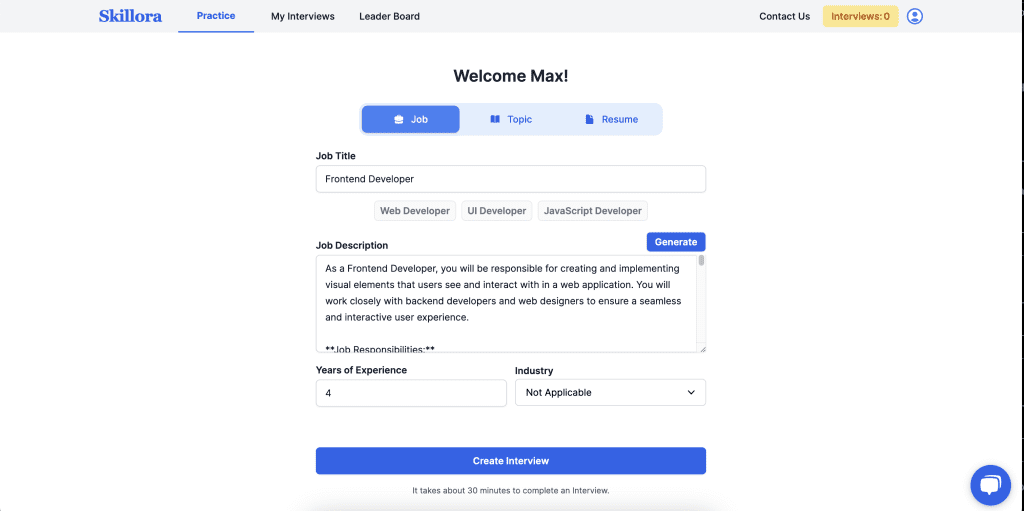 Skillora
Practice
My Interviews
Leader Board
Contact Us
Interviews: 0
Welcome Max!
Job
Topic
Resume
Job Title
Frontend Developer
Web Developer
UI Developer
JavaScript Developer
Job Description
Generate
As a Frontend Developer, you will be responsible for creating and implementing
visual elements that users see and interact with in a web application. You will
work closely with backend developers and web designers to ensure a seamless
and interactive user experience.
**Job Responsibilities:**
Years of Experience
Industry
4
Not Applicable
Create Interview
It takes about 30 minutes to complete an Interview.